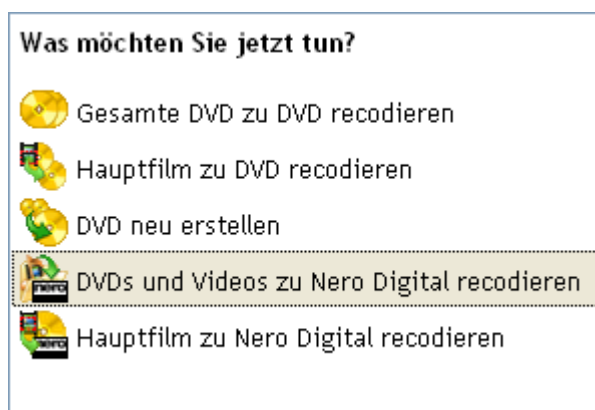 Was möchten Sie jetzt tun?
Gesamte DVD zu DVD recodieren
Hauptfilm zu DVD recodieren
DVD neu erstellen
DVDs und Videos zu Nero Digital recodieren
Hauptfilm zu Nero Digital recodieren